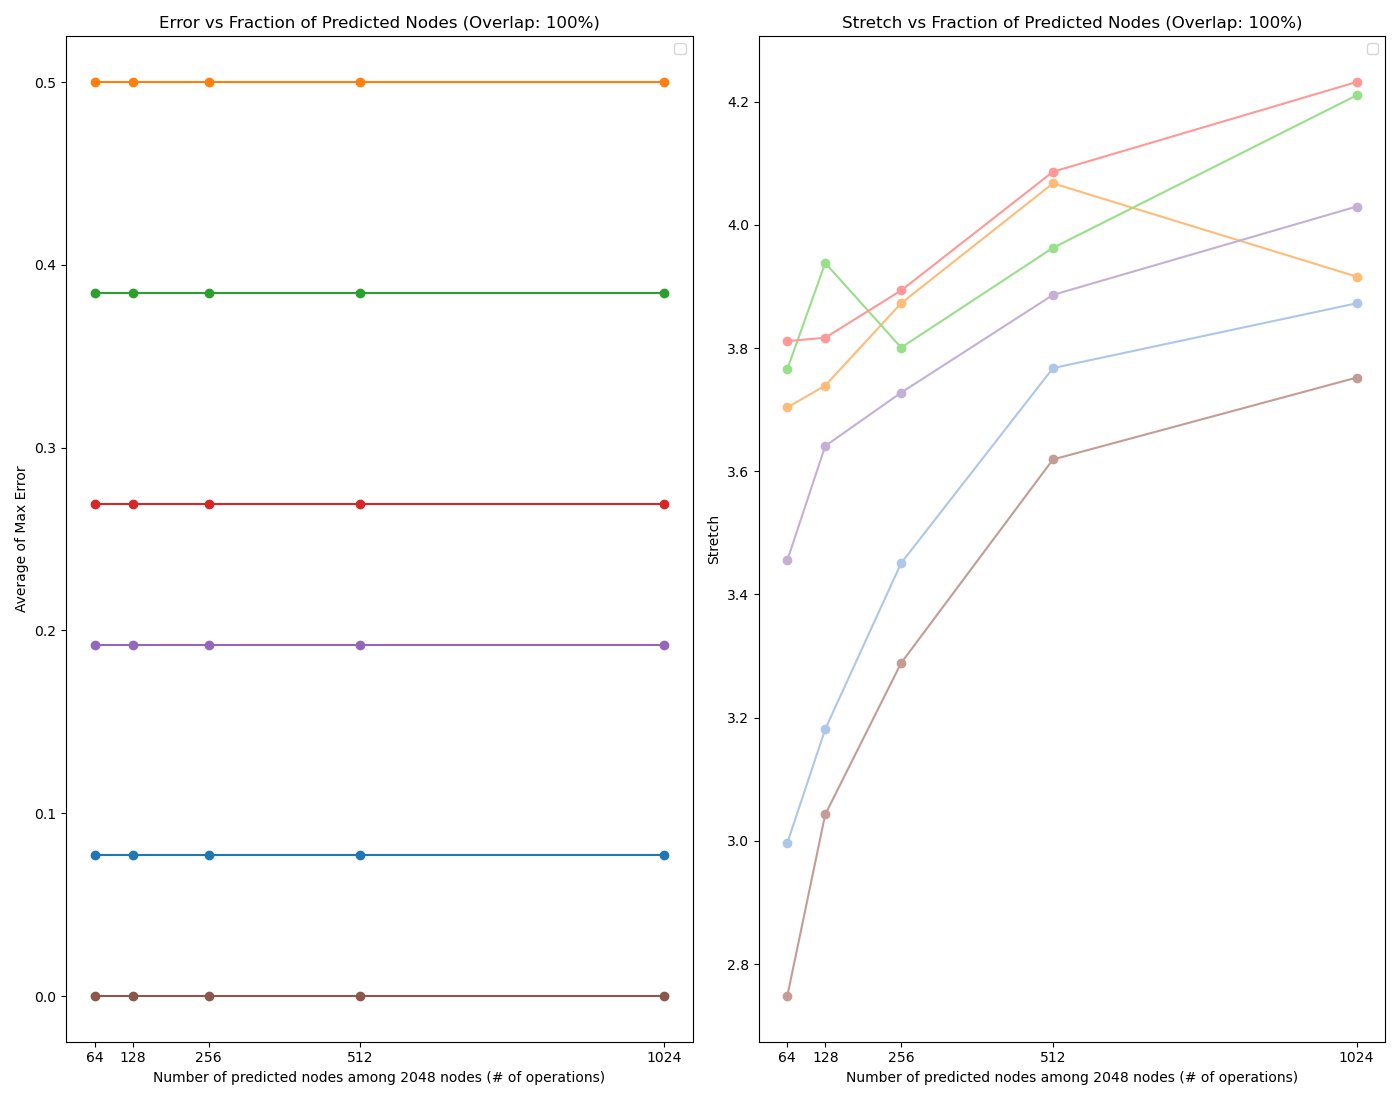 Error vs Fraction of Predicted Nodes (Overlap: 100%)
0.5
0.4
0.3
0.2
0.1
0.0
Average of Max Error
64 128 256 512 1024
Number of predicted nodes among 2048 nodes (# of operations)
Stretch vs Fraction of Predicted Nodes (Overlap: 100%)
4.2
4.0
3.8
3.6
3.4
3.2
3.0
2.8
Stretch
64 128 256 512 1024
Number of predicted nodes among 2048 nodes (# of operations)